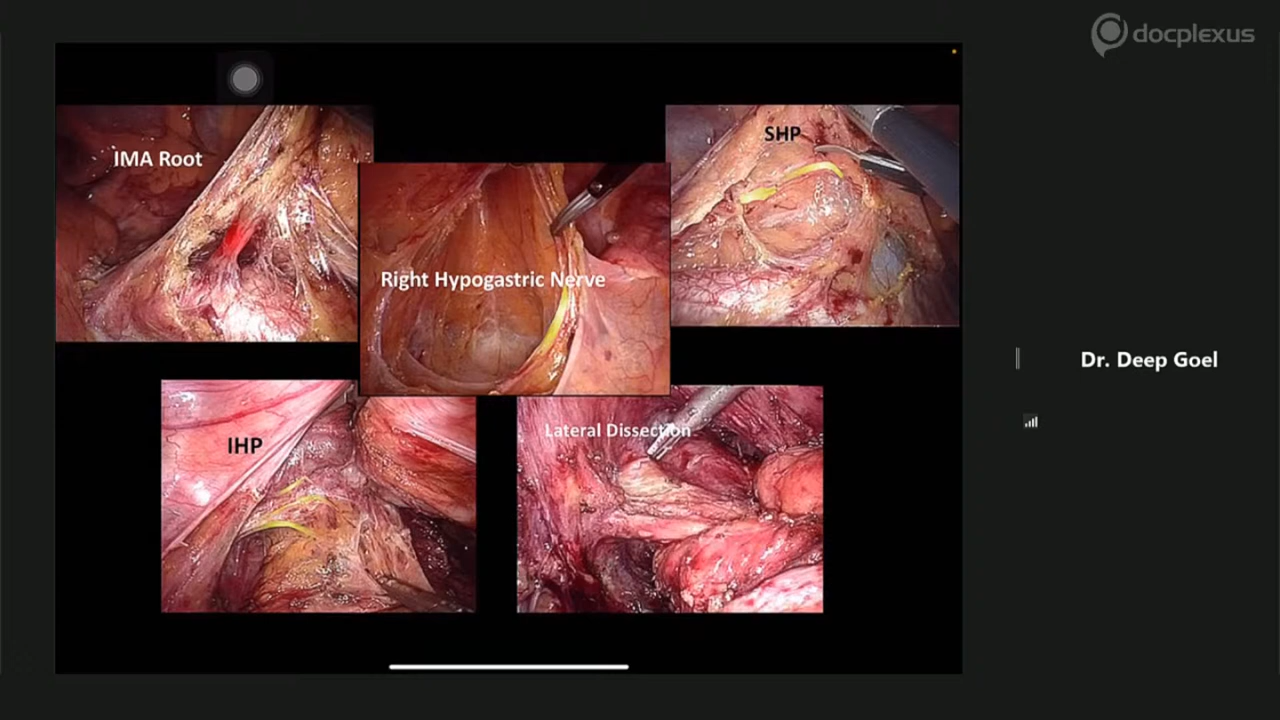 docplexus
IMA Root
SHP
Right Hypogastric Nerve
Dr. Deep Goel
IHP
Lateral Dissection